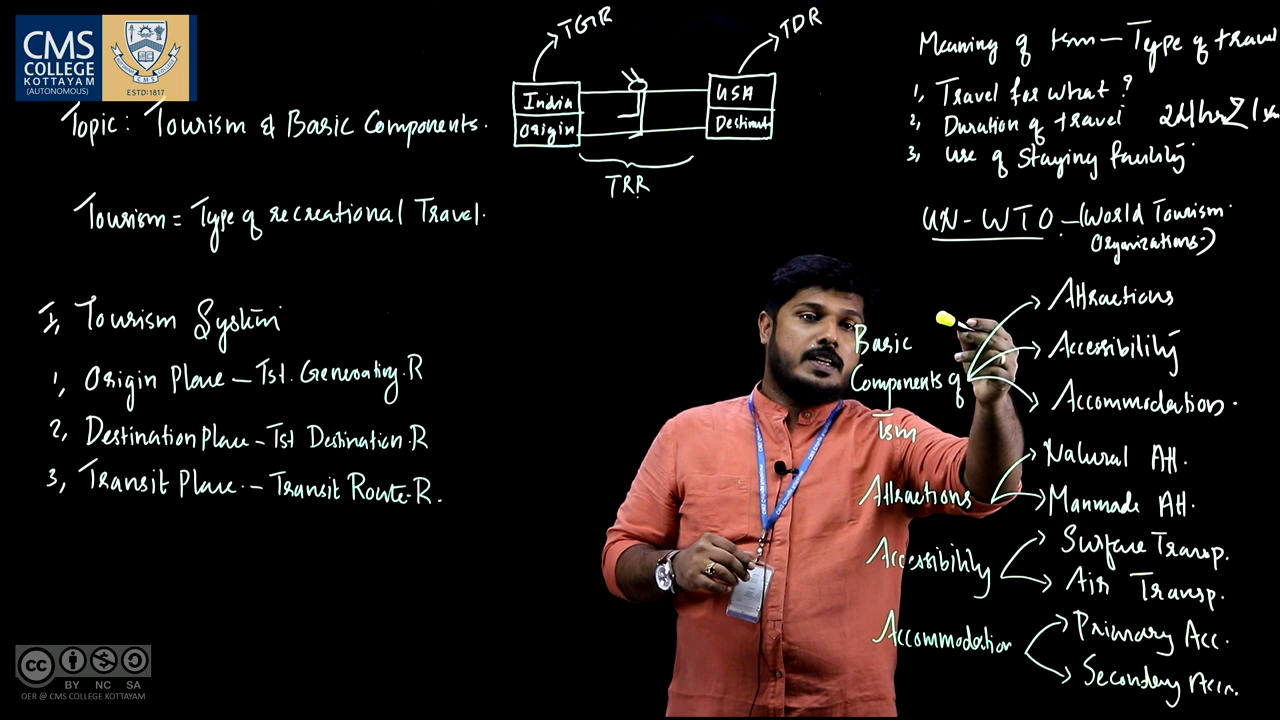 CMS
COLLEGE
KOTTAYAM
(AUTONOMOUS)
ESTD:1817
Topic: Tourism & Basic Components.
Tourism = Type of recreational Travel.
I, Tourism System
1, Origin Place – Tst. Generating.R
2, Destination Place – Tst Destination.R
3, Transit Place. – Transit Route.R.
TGR
TDR
India
Origin
USA
Destinat
TRR
Meaning of term – Type of travel
1, Travel for what?
2, Duration of travel 24hrs
3, Use of Staying facility
UN-WTO – (World Tourism
Organizations.)
Basic
Components of
Tsm
Attractions
Accessibility
Accommodations.
Attractions
Natural Att.
Manmade Att.
Accessibility
Surface Transp.
Air Transp.
Accommodation
Primary Acc.
Secondary Acc.
cc
BY NC SA
OER @ CMS COLLEGE KOTTAYAM